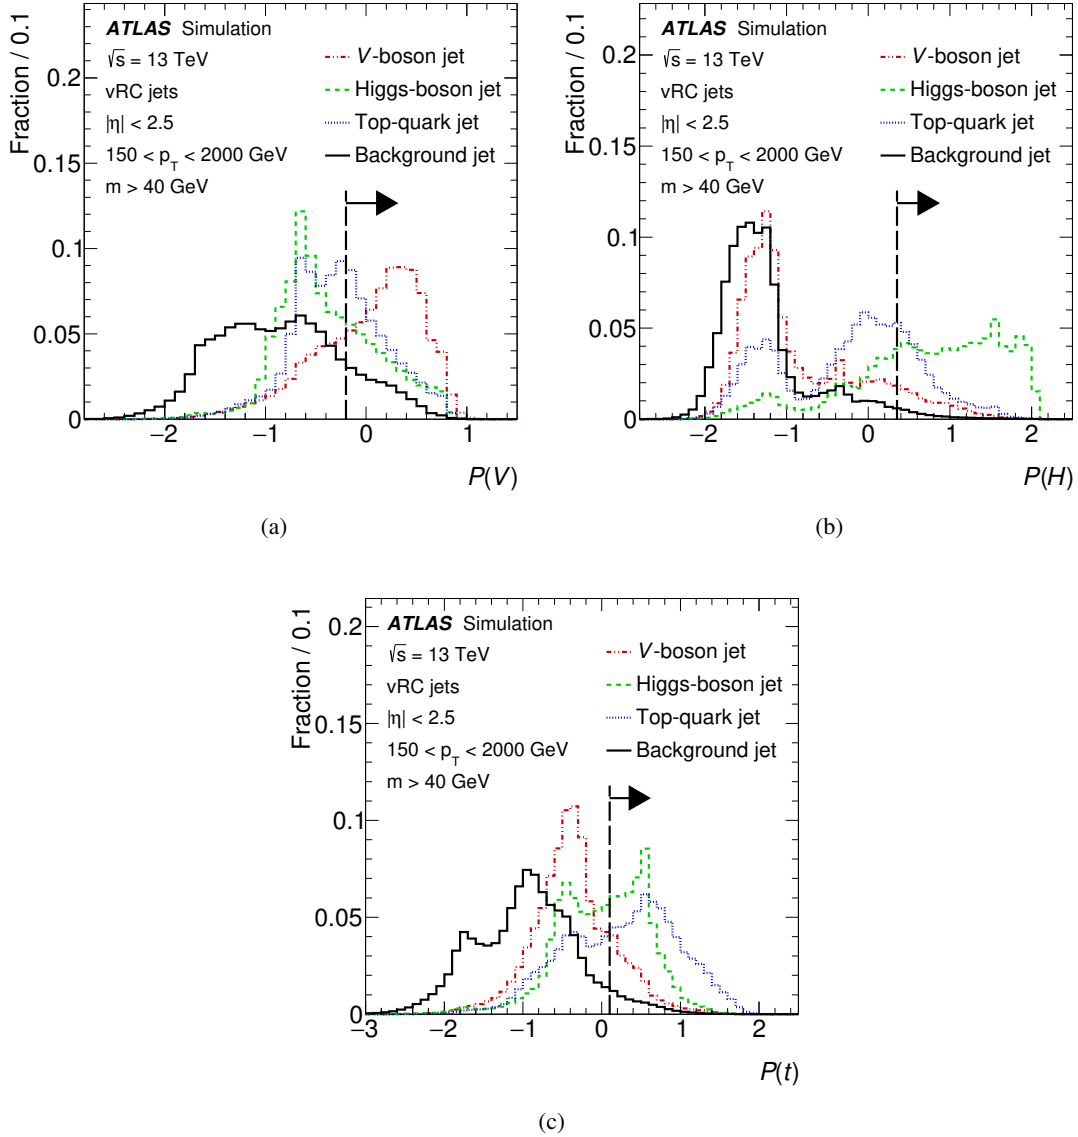 ATLAS Simulation
√s = 13 TeV
vRC jets
|η| < 2.5
150 < p_T < 2000 GeV
m > 40 GeV
V-boson jet
Higgs-boson jet
Top-quark jet
Background jet
Fraction / 0.1
0.2
0.15
0.1
0.05
0
−2
−1
0
1
P(V)
(a)
ATLAS Simulation
√s = 13 TeV
vRC jets
|η| < 2.5
150 < p_T < 2000 GeV
m > 40 GeV
V-boson jet
Higgs-boson jet
Top-quark jet
Background jet
Fraction / 0.1
0.2
0.15
0.1
0.05
0
−2
−1
0
1
2
P(H)
(b)
ATLAS Simulation
√s = 13 TeV
vRC jets
|η| < 2.5
150 < p_T < 2000 GeV
m > 40 GeV
V-boson jet
Higgs-boson jet
Top-quark jet
Background jet
Fraction / 0.1
0.2
0.15
0.1
0.05
0
−3
−2
−1
0
1
2
P(t)
(c)